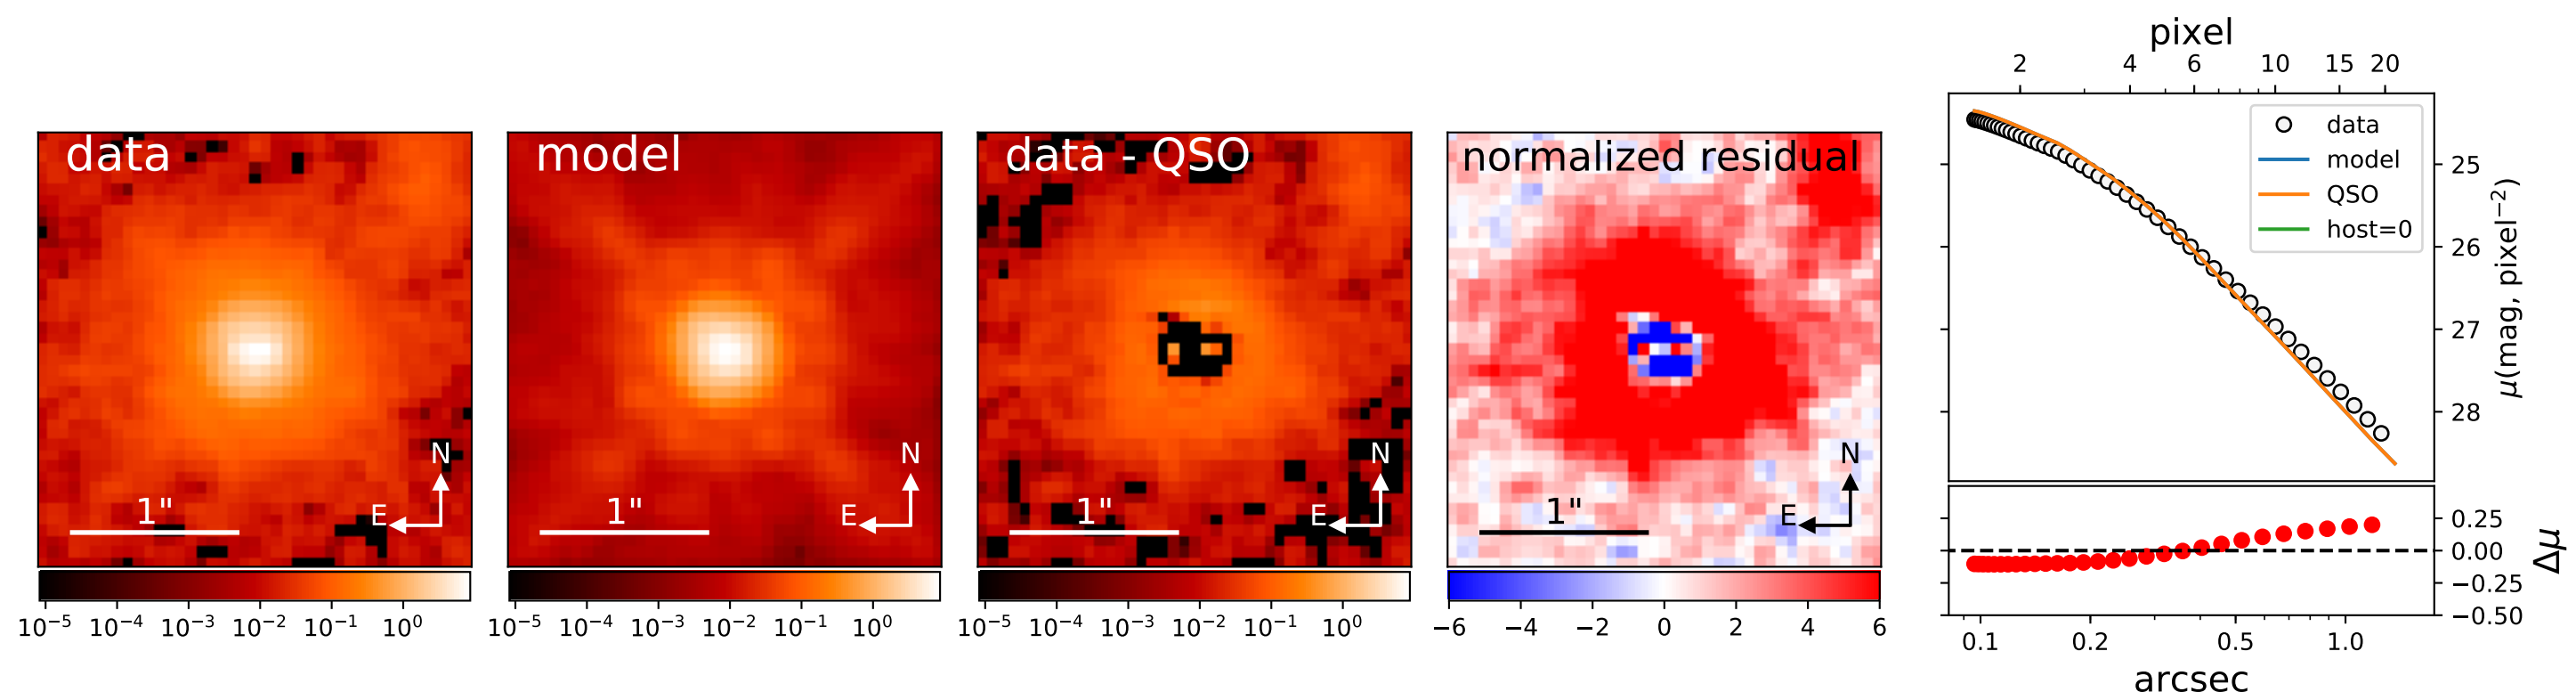 data
N
E
1"
10⁻⁵ 10⁻⁴ 10⁻³ 10⁻² 10⁻¹ 10⁰
model
N
E
1"
10⁻⁵ 10⁻⁴ 10⁻³ 10⁻² 10⁻¹ 10⁰
data - QSO
N
E
1"
10⁻⁵ 10⁻⁴ 10⁻³ 10⁻² 10⁻¹ 10⁰
normalized residual
N
E
1"
−6 −4 −2 0 2 4 6
pixel
2 4 6 10 15 20
data
model
QSO
host=0
25
26
27
28
μ(mag, pixel⁻²)
0.25
0.00
−0.25
−0.50
Δμ
0.1 0.2 0.5 1.0
arcsec